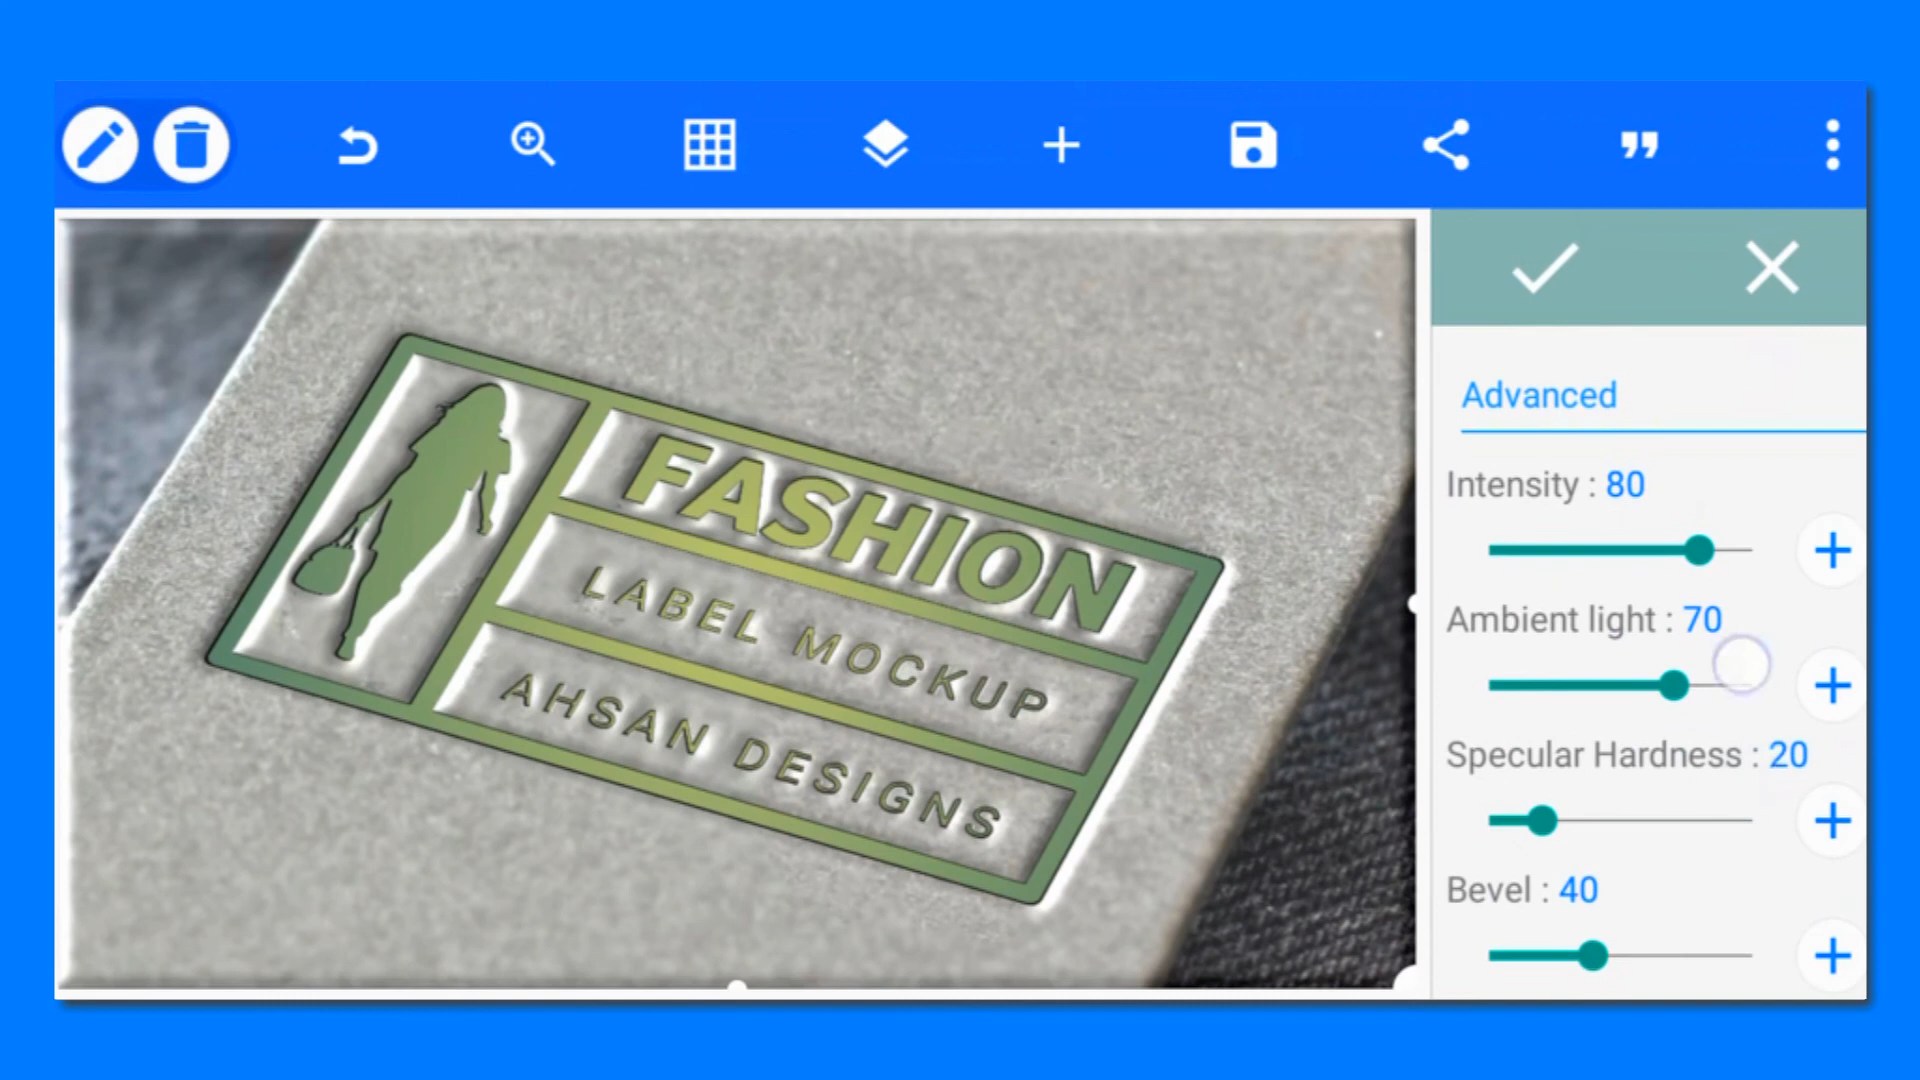 FASHION
LABEL MOCKUP
AHSAN DESIGNS
Advanced
Intensity : 80
Ambient light : 70
Specular Hardness : 20
Bevel : 40